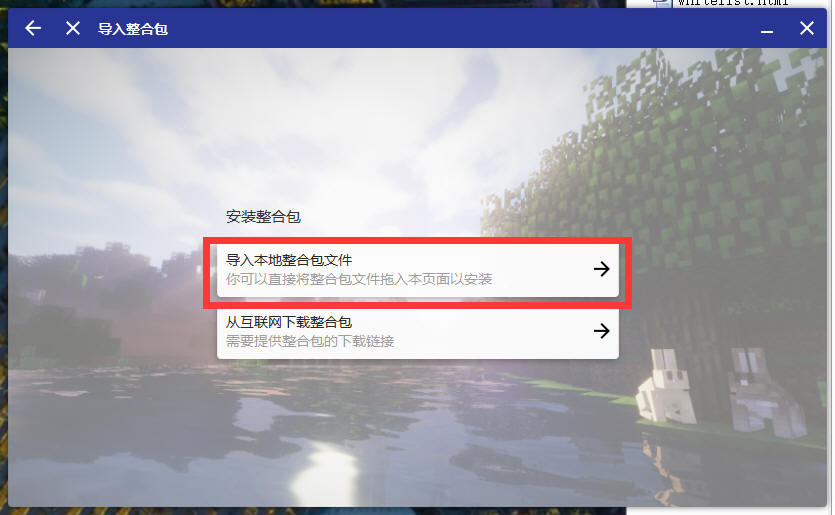 whitelist.html
导入整合包
安装整合包
导入本地整合包文件
你可以直接将整合包文件拖入本页面以安装
从互联网下载整合包
需要提供整合包的下载链接